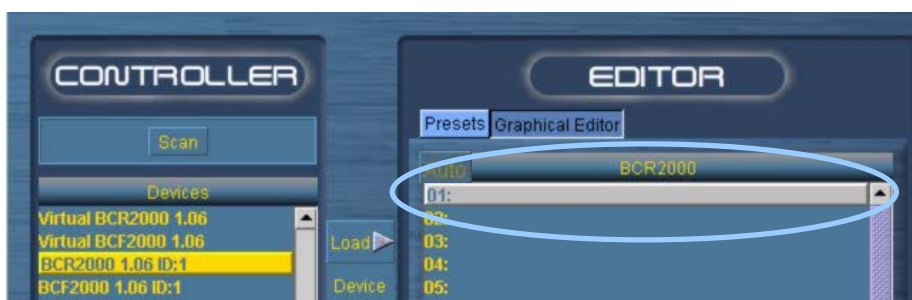 CONTROLLER
Scan
Devices
Virtual BCR2000 1.06
Virtual BCF2000 1.06
BCR2000 1.06 ID:1
BCF2000 1.06 ID:1
Load
Device
EDITOR
Presets Graphical Editor
Auto BCR2000
01:
02:
03:
04:
05: